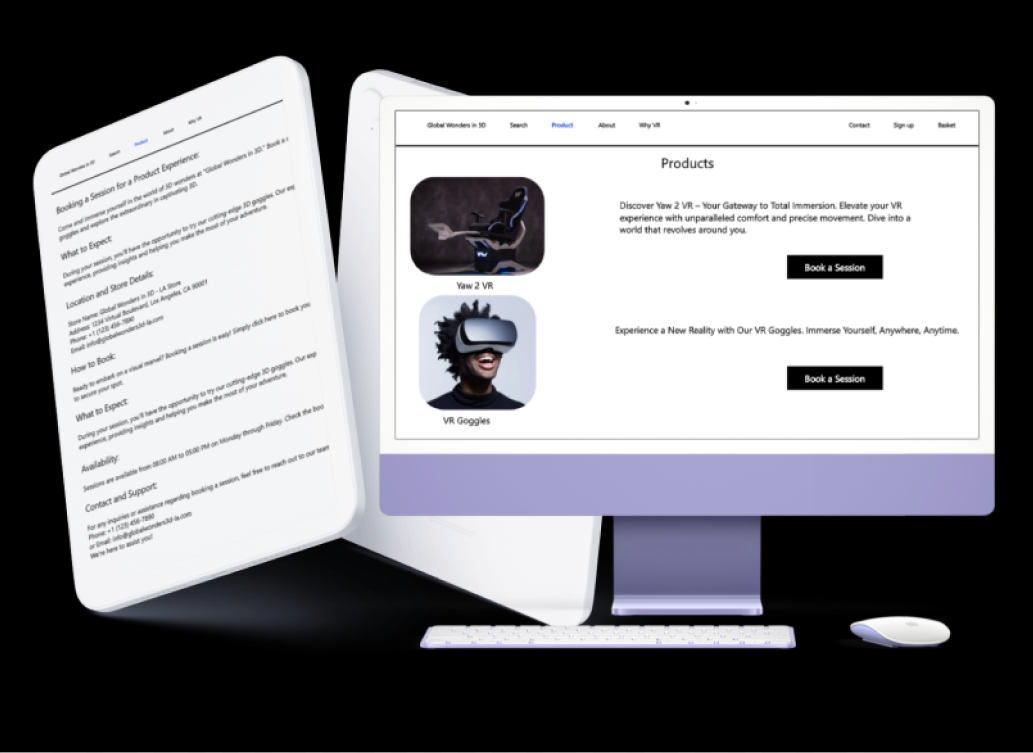 Global Wonders in 3D
Search
Product
About
Why VR
Booking a Session for a Product Experience:
Come and immerse yourself in the world of 3D wonders at "Global Wonders in 3D." Book a
goggles and explore the extraordinary in captivating 3D.
What to Expect:
During your session, you'll have the opportunity to try our cutting-edge 3D goggles. Our
experience, providing insights and helping you make the most of your adventure.
Location and Store Details:
Store Name: Global Wonders in 3D - LA Store
Address: 1234 Virtual Boulevard, Los Angeles, CA 90001
Phone: +1 (123) 456-7890
Email: info@globalwonders3d-la.com
How to Book:
Ready to embark on a visual marvel? Booking a session is easy! Simply click here to book you
to secure your spot.
What to Expect:
During your session, you'll have the opportunity to try our cutting-edge 3D goggles. Our
experience, providing insights and helping you make the most of your adventure.
Availability:
Sessions are available from 08:00 AM to 05:00 PM on Monday through Friday. Check the boo
Contact and Support:
For any inquiries or assistance regarding booking a session, feel free to reach out to our team
Phone: +1 (123) 456-7890
or Email: info@globalwonders3d-la.com
We're here to assist you!
Global Wonders in 3D
Search
Product
About
Why VR
Contact
Sign up
Basket
Products
Discover Yaw 2 VR – Your Gateway to Total Immersion. Elevate your VR
experience with unparalleled comfort and precise movement. Dive into a
world that revolves around you.
Book a Session
Yaw 2 VR
Experience a New Reality with Our VR Goggles. Immerse Yourself, Anywhere, Anytime.
Book a Session
VR Goggles